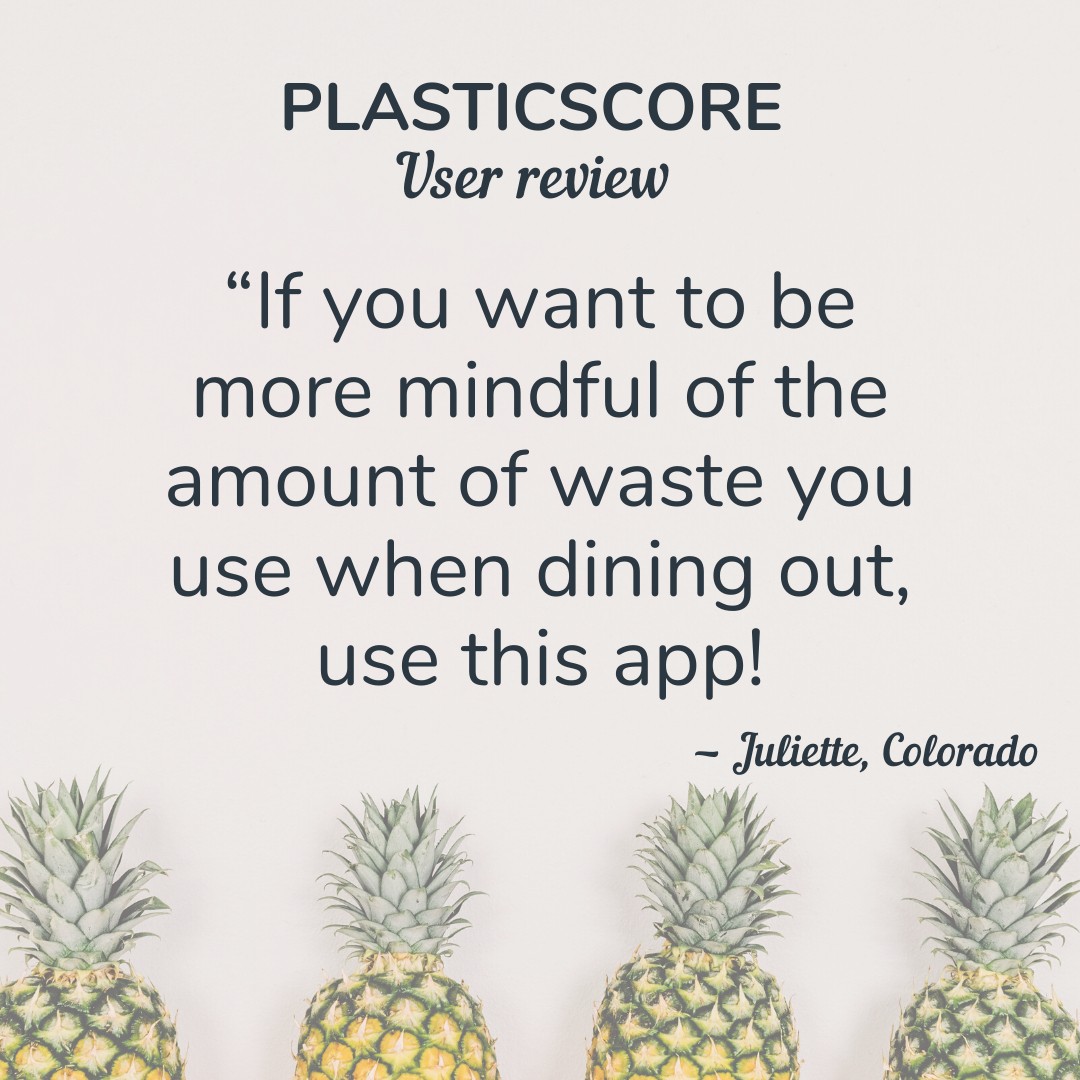 PLASTICSCORE
User review
“If you want to be
more mindful of the
amount of waste you
use when dining out,
use this app!
~ Juliette, Colorado